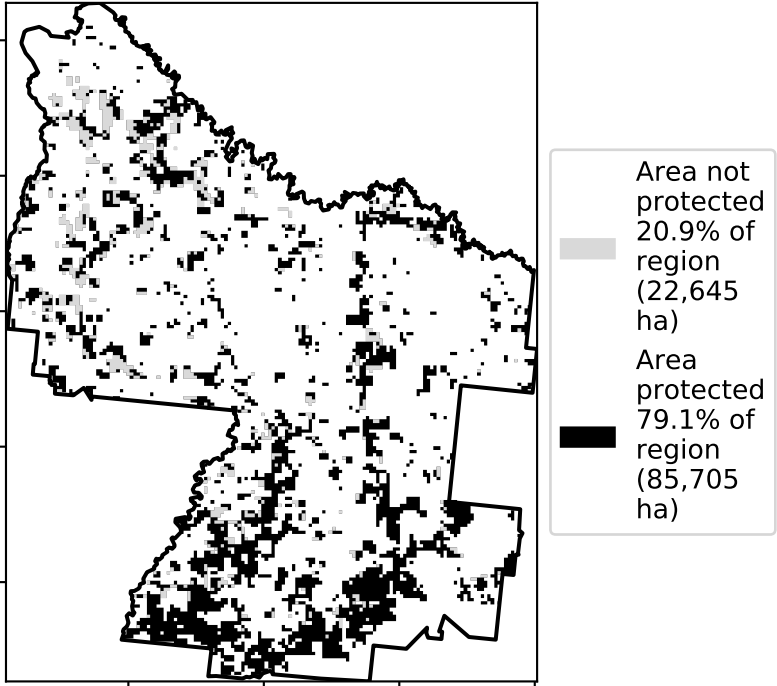 Area not
protected
20.9% of
region
(22,645
ha)
Area
protected
79.1% of
region
(85,705
ha)